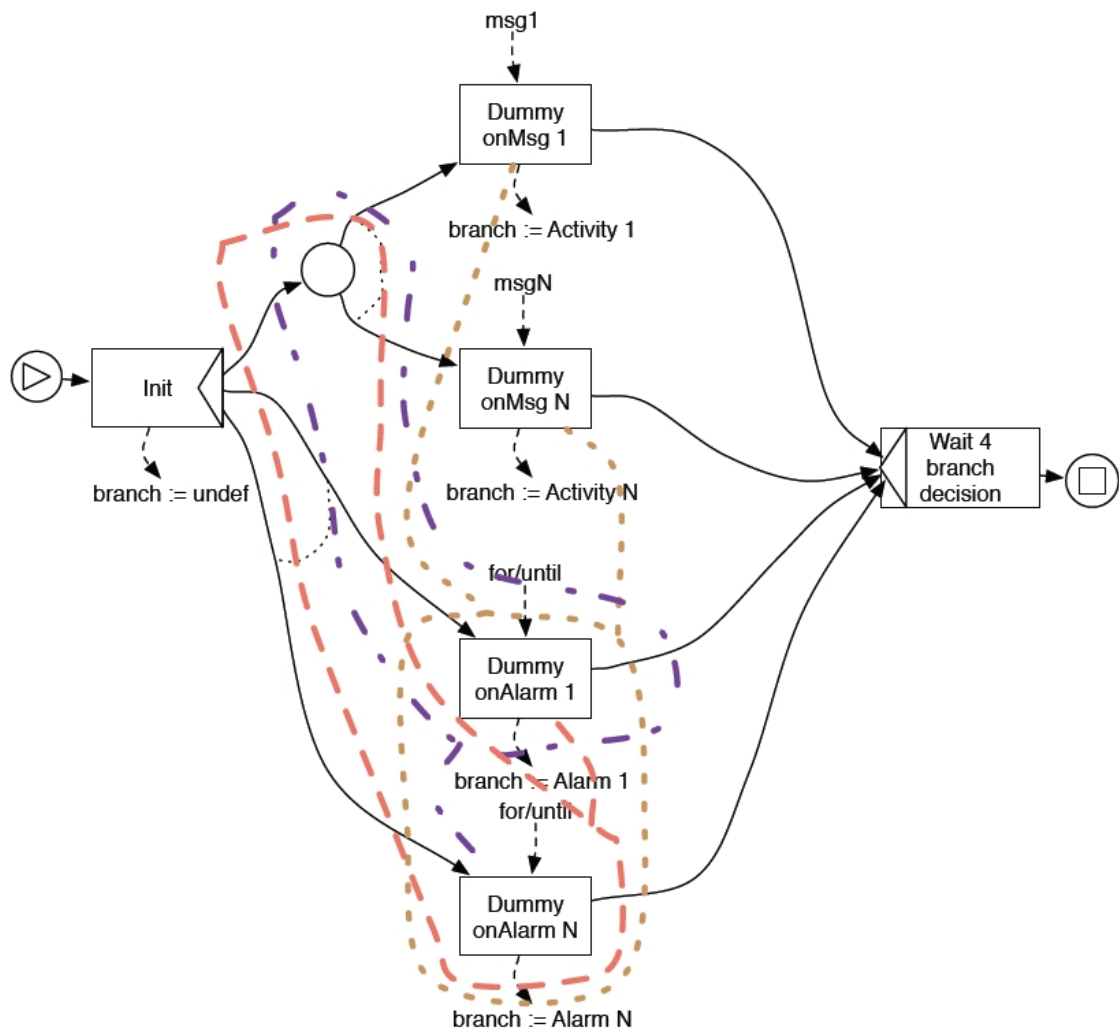 msg1
Dummy
onMsg 1
branch := Activity 1
msgN
Init
Dummy
onMsg N
branch := undef
branch := Activity N
Wait 4
branch
decision
for/until
Dummy
onAlarm 1
branch := Alarm 1
for/until
Dummy
onAlarm N
branch := Alarm N